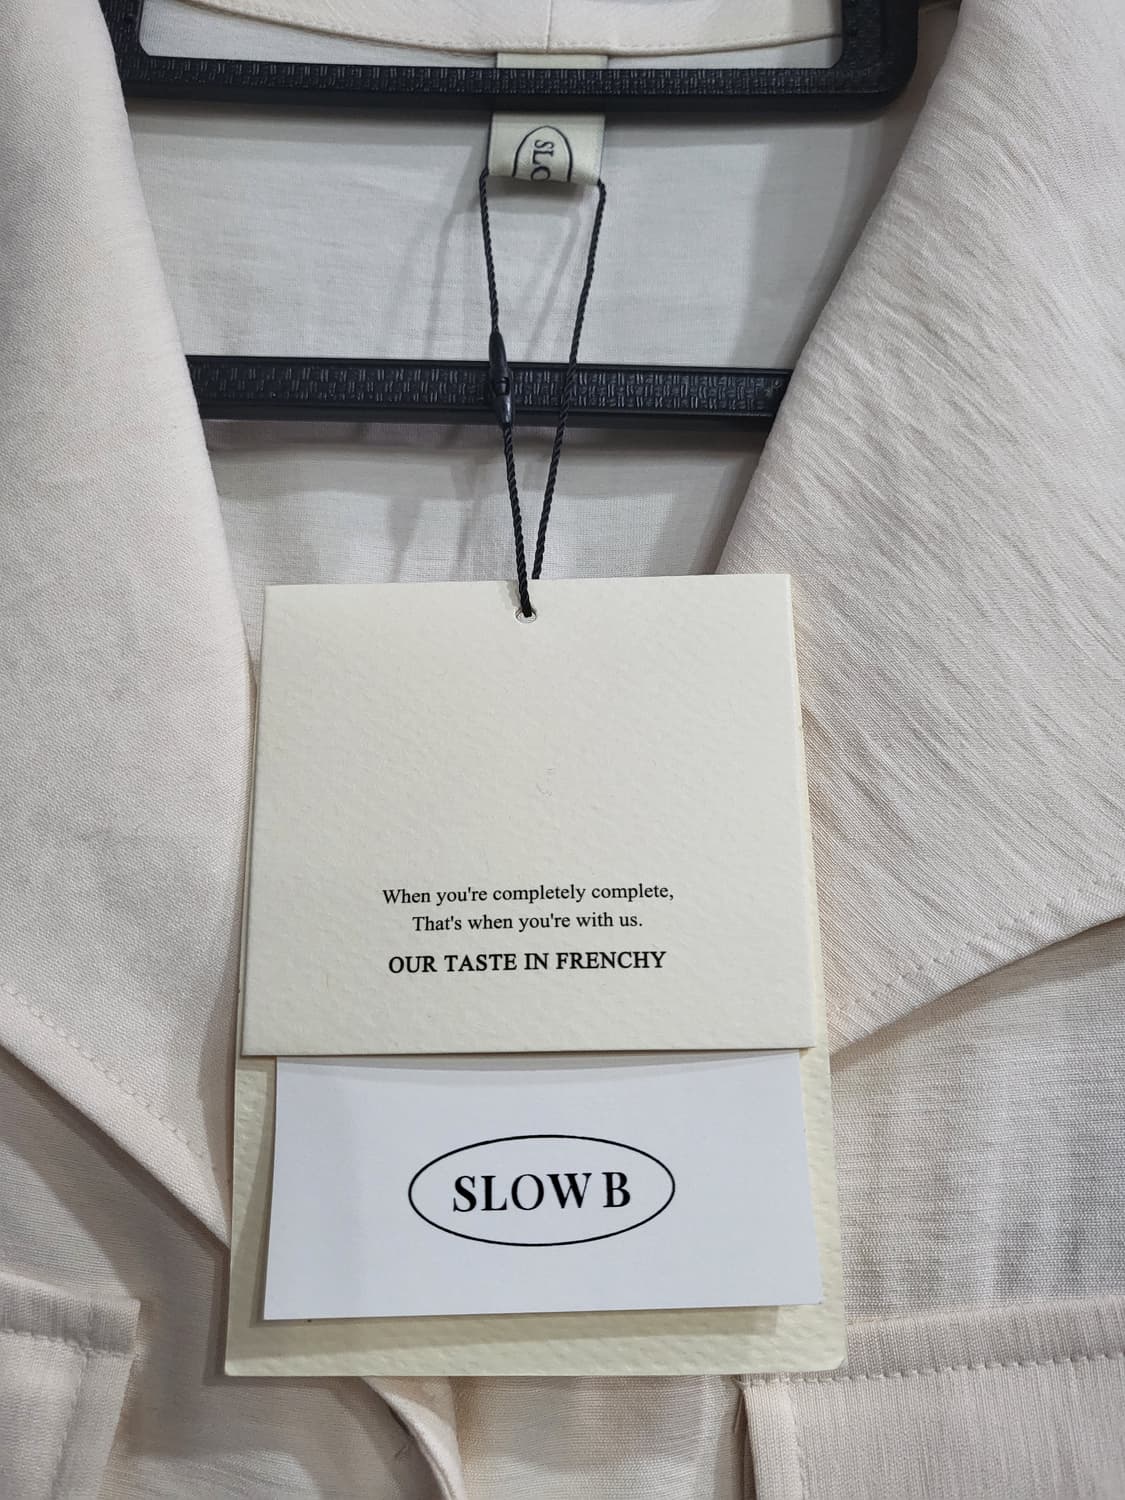 SLO
When you're completely complete,
That's when you're with us.
OUR TASTE IN FRENCHY
SLOW B